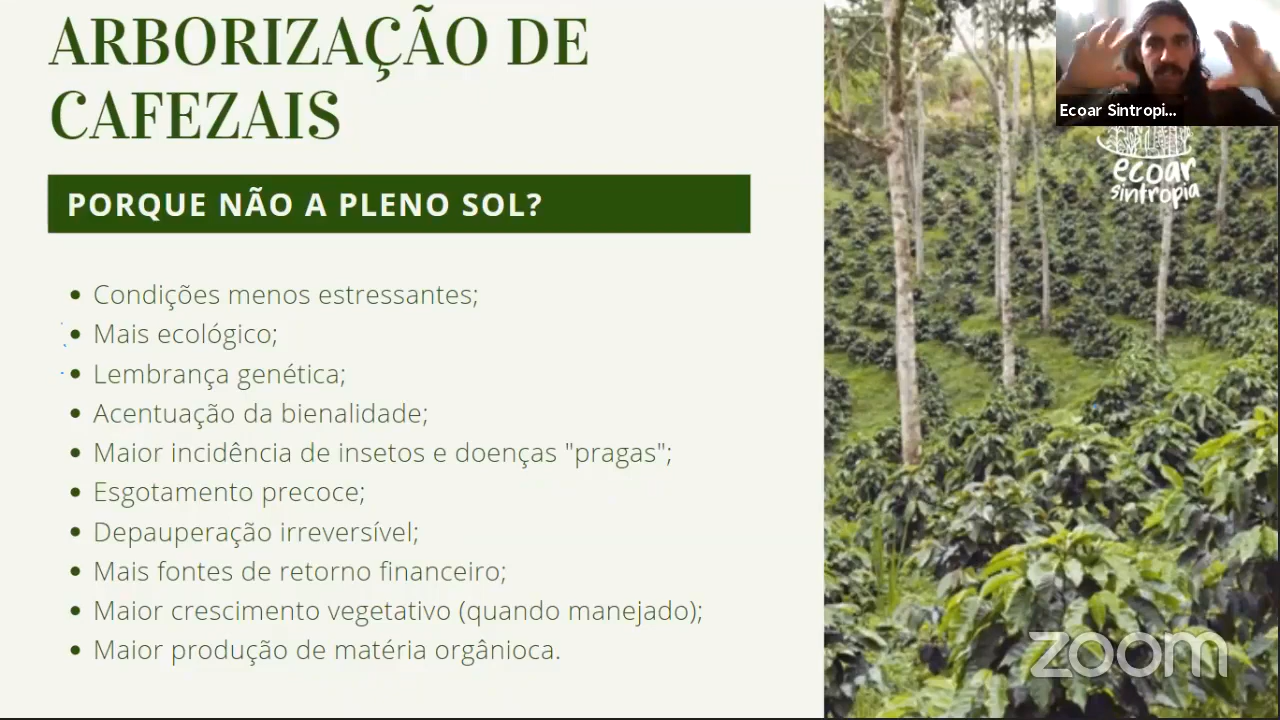 ARBORIZAÇÃO DE
CAFEZAIS
PORQUE NÃO A PLENO SOL?
Condições menos estressantes;
Mais ecológico;
Lembrança genética;
Acentuação da bienalidade;
Maior incidência de insetos e doenças "pragas";
Esgotamento precoce;
Depauperação irreversível;
Mais fontes de retorno financeiro;
Maior crescimento vegetativo (quando manejado);
Maior produção de matéria orgânioca.
Ecoar Sintropi...
ecoar
sintropia
zoom